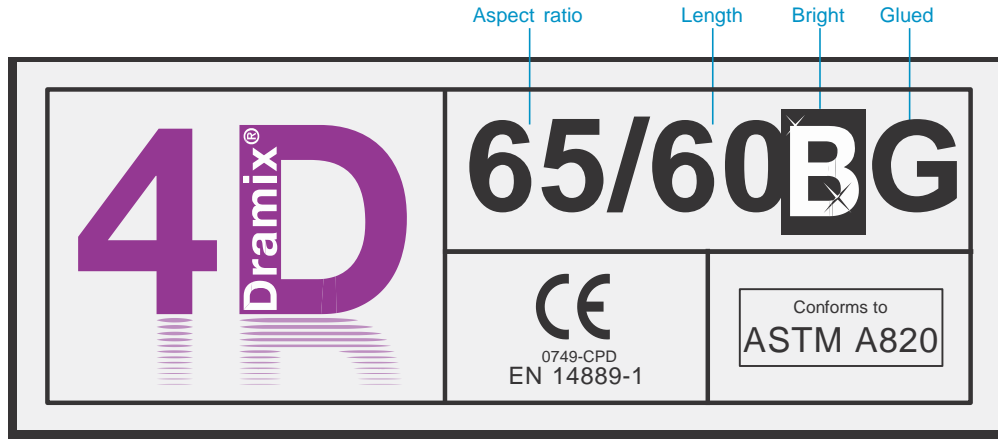 Aspect ratio Length Bright Glued
4D Dramix®
65/60BG
CE
0749-CPD
EN 14889-1
Conforms to
ASTM A820